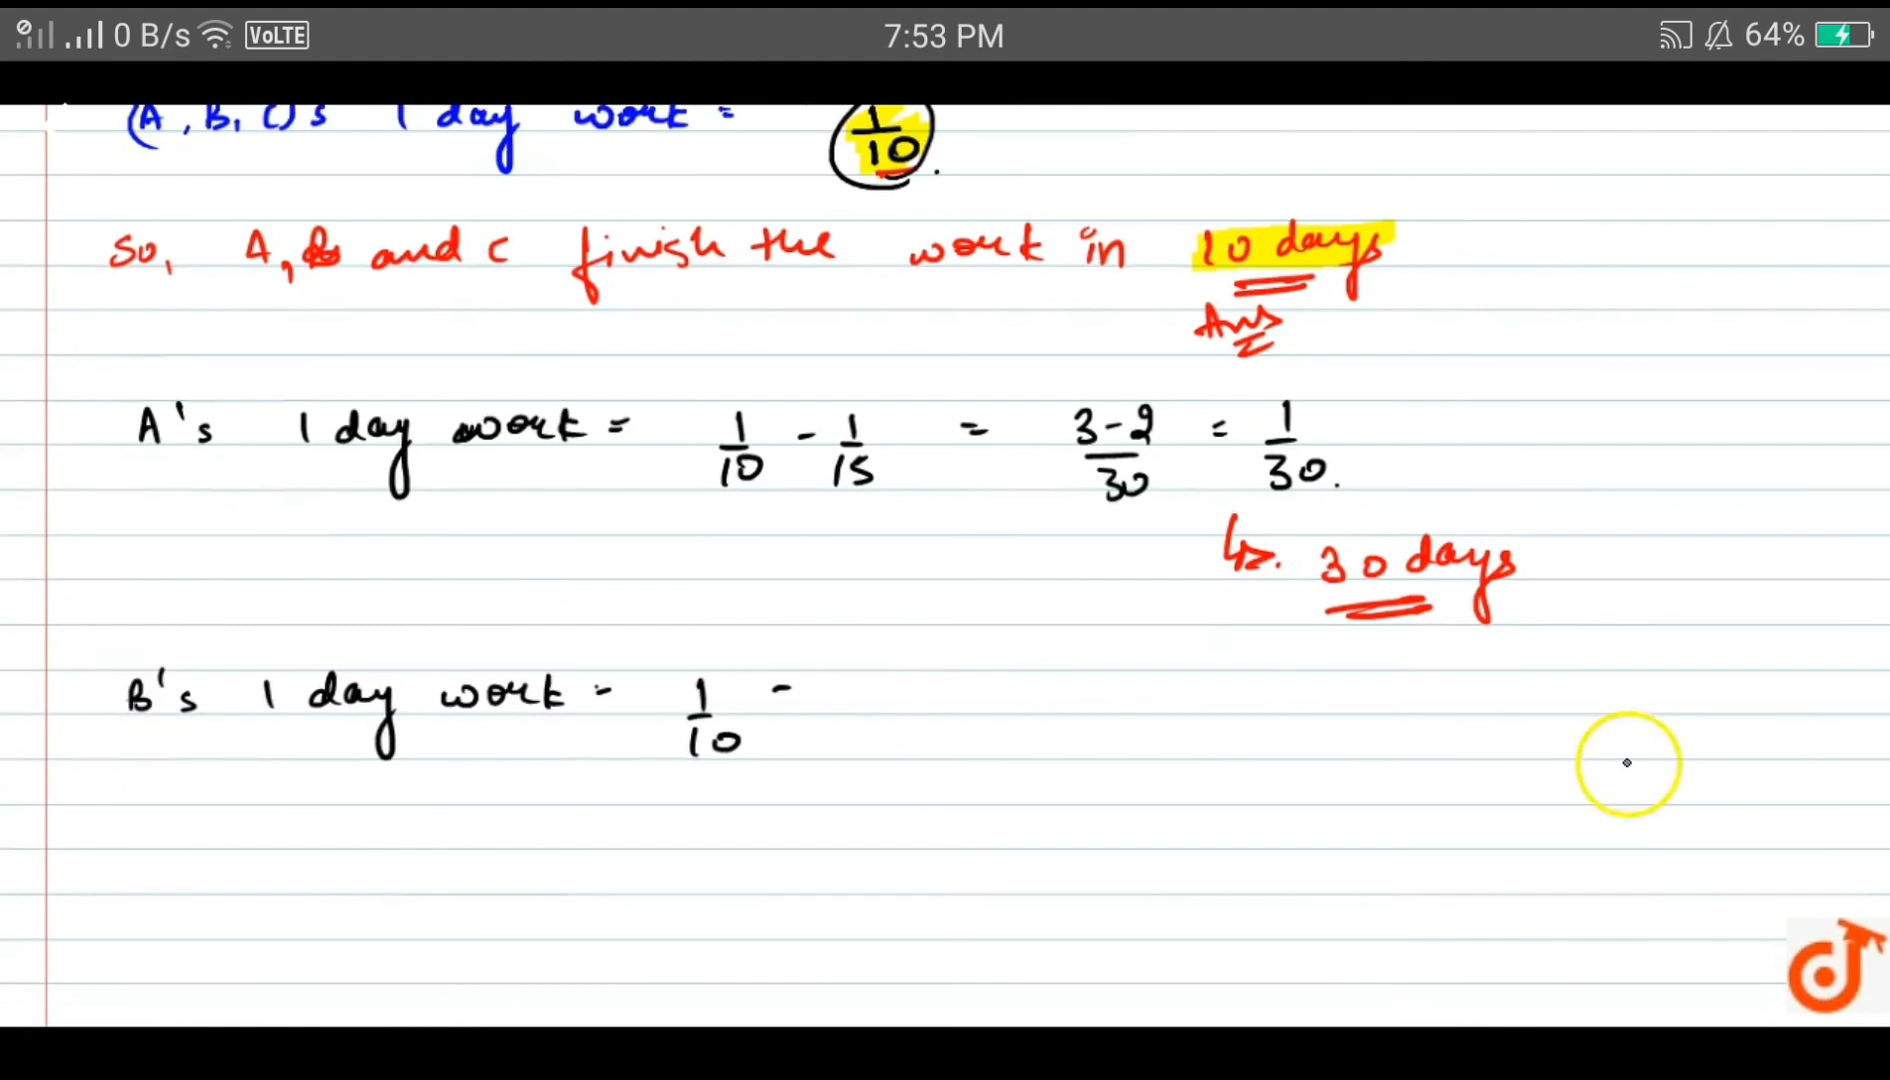 0 B/s VoLTE 7:53 PM 64%
(A, B, C)'s 1 day work = 1/10.
So, A, B and C finish the work in 10 days
Ans
A's 1 day work = 1/10 - 1/15 = 3-2/30 = 1/30.
↳ 30 days
B's 1 day work - 1/10 -